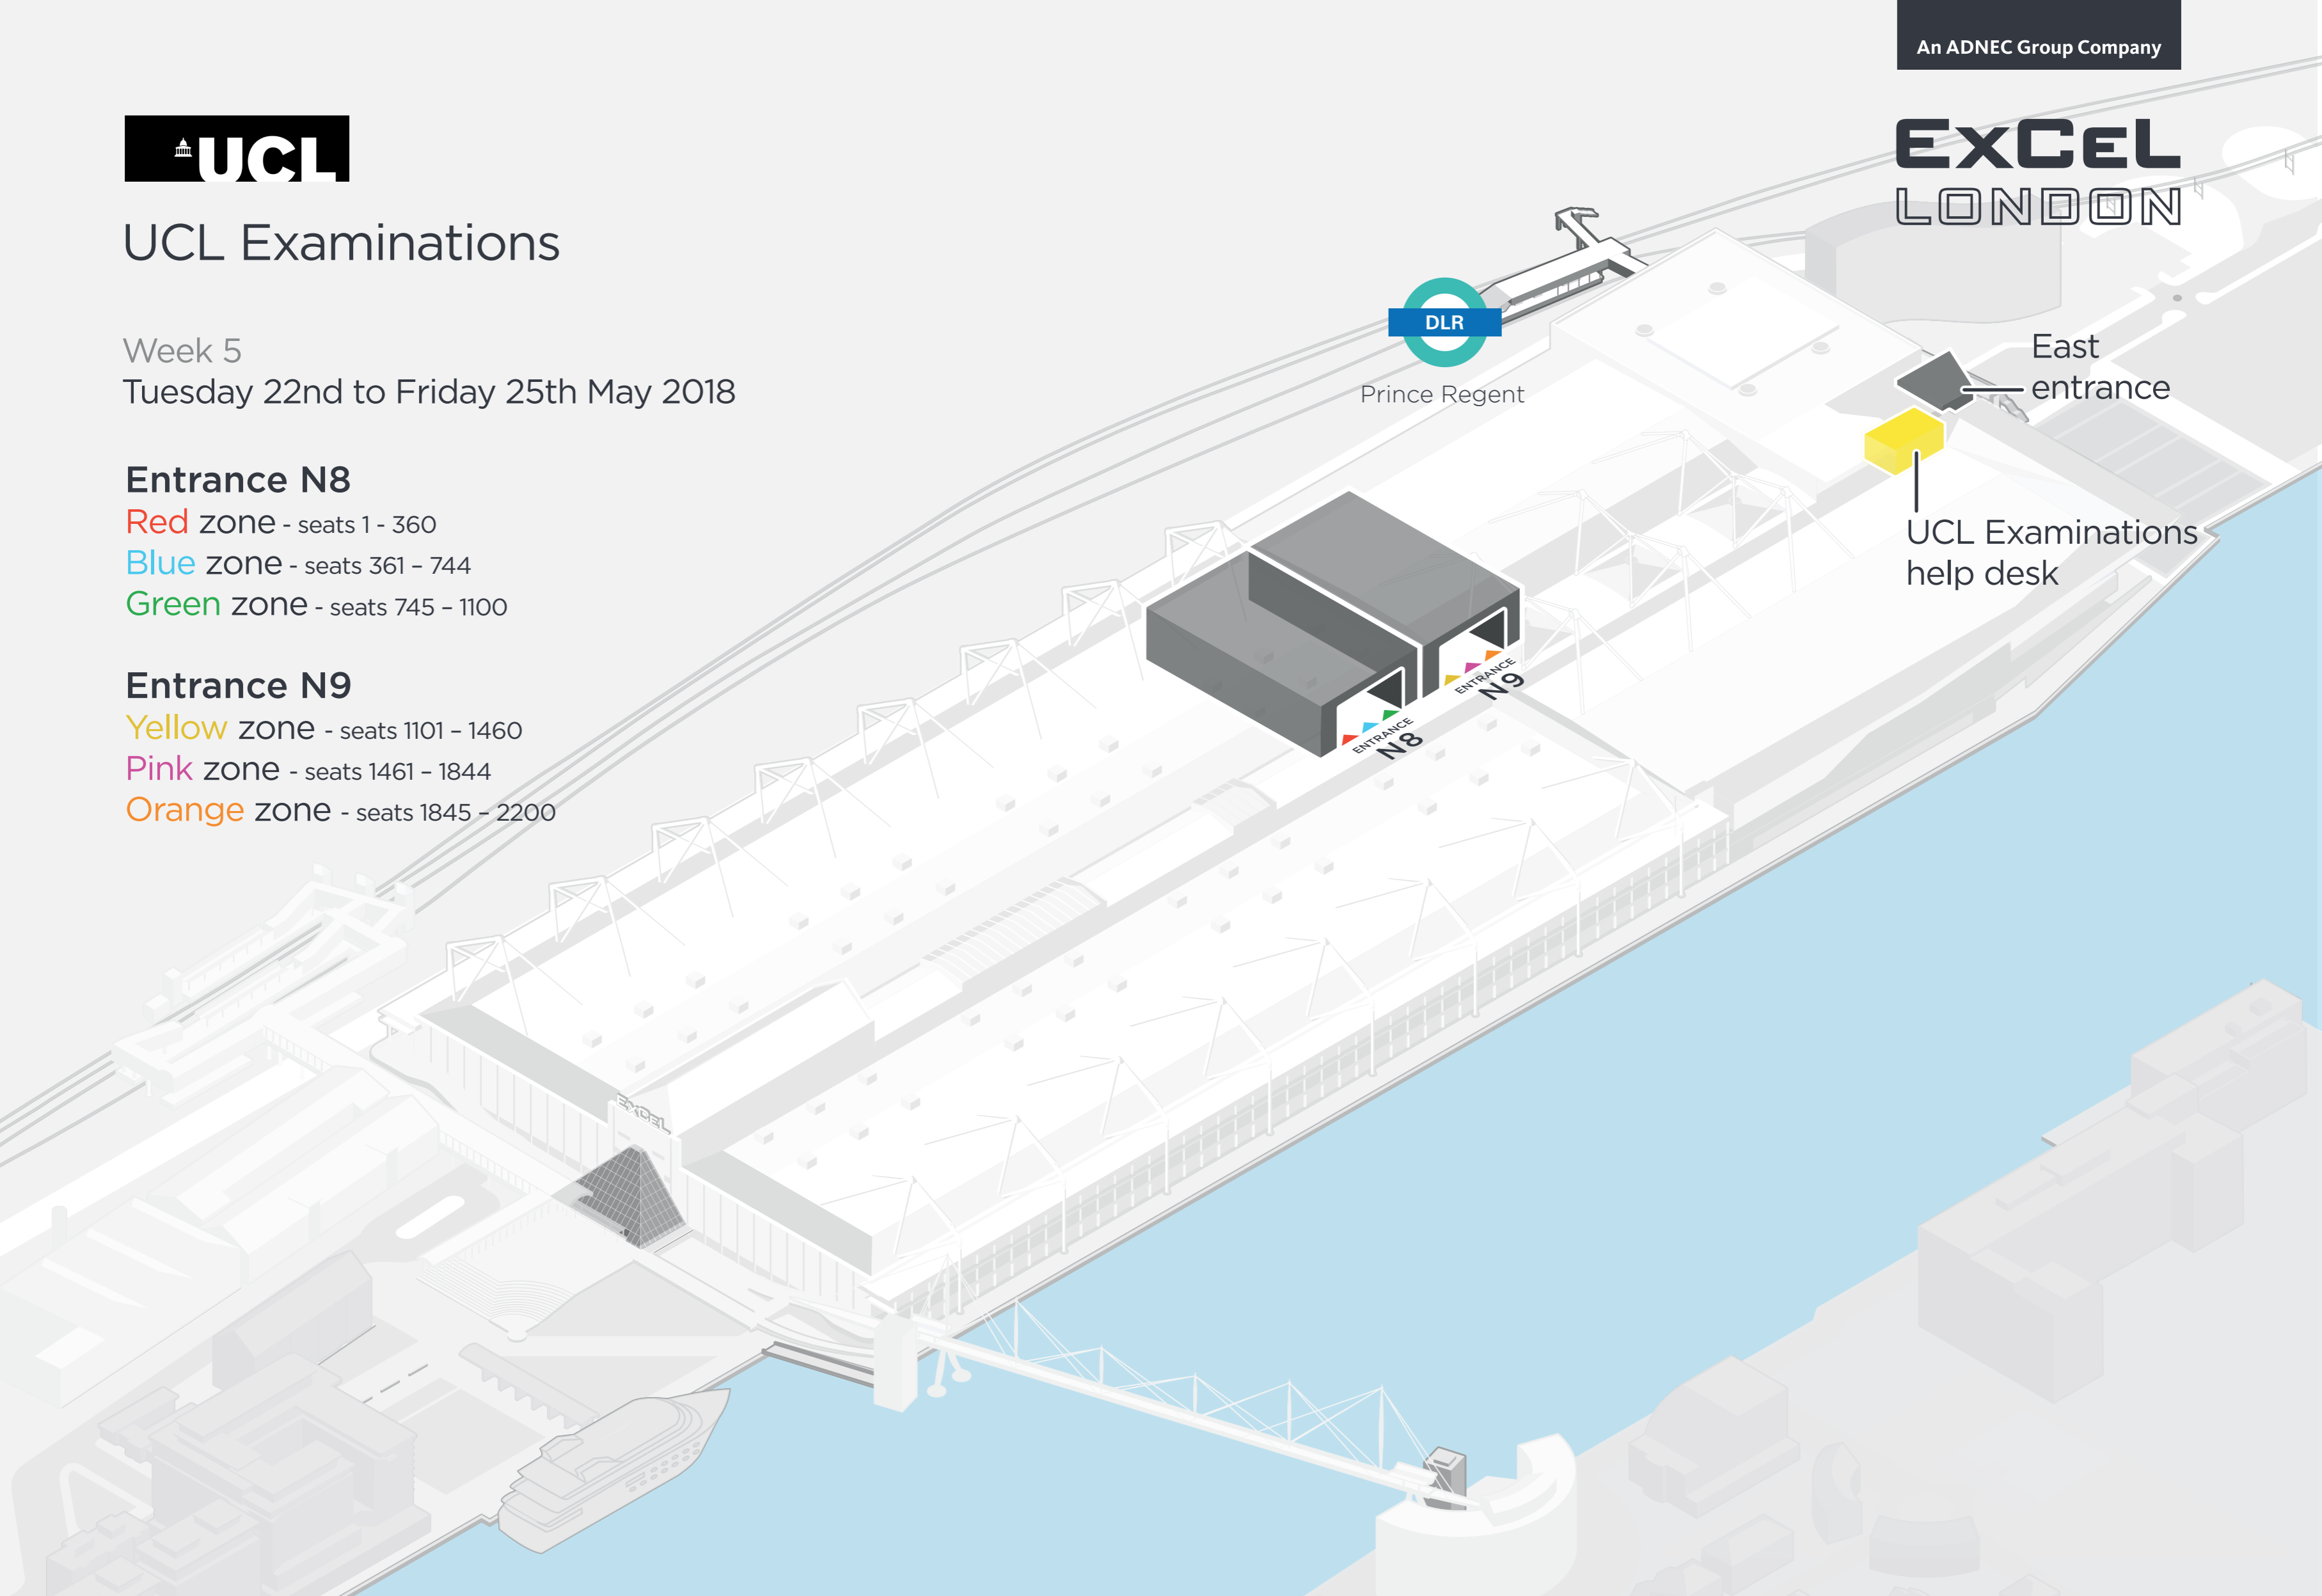 An ADNEC Group Company
UCL
EXCEL
LONDON
UCL Examinations
Week 5
Tuesday 22nd to Friday 25th May 2018
Entrance N8
Red zone - seats 1 - 360
Blue zone - seats 361 – 744
Green zone - seats 745 – 1100
Entrance N9
Yellow zone - seats 1101 – 1460
Pink zone - seats 1461 – 1844
Orange zone - seats 1845 – 2200
DLR
Prince Regent
East
entrance
UCL Examinations
help desk
ENTRANCE
N9
ENTRANCE
N8
EXCEL